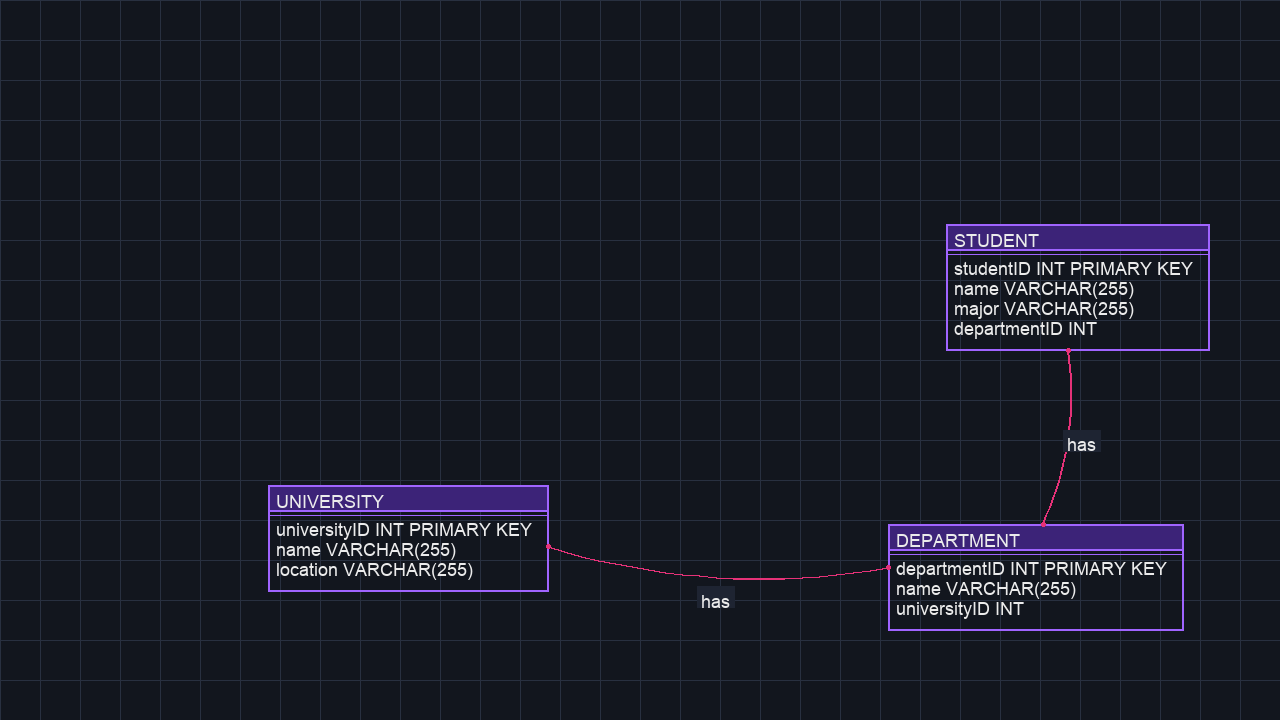 STUDENT
studentID INT PRIMARY KEY
name VARCHAR(255)
major VARCHAR(255)
departmentID INT
has
UNIVERSITY
universityID INT PRIMARY KEY
name VARCHAR(255)
location VARCHAR(255)
has
DEPARTMENT
departmentID INT PRIMARY KEY
name VARCHAR(255)
universityID INT